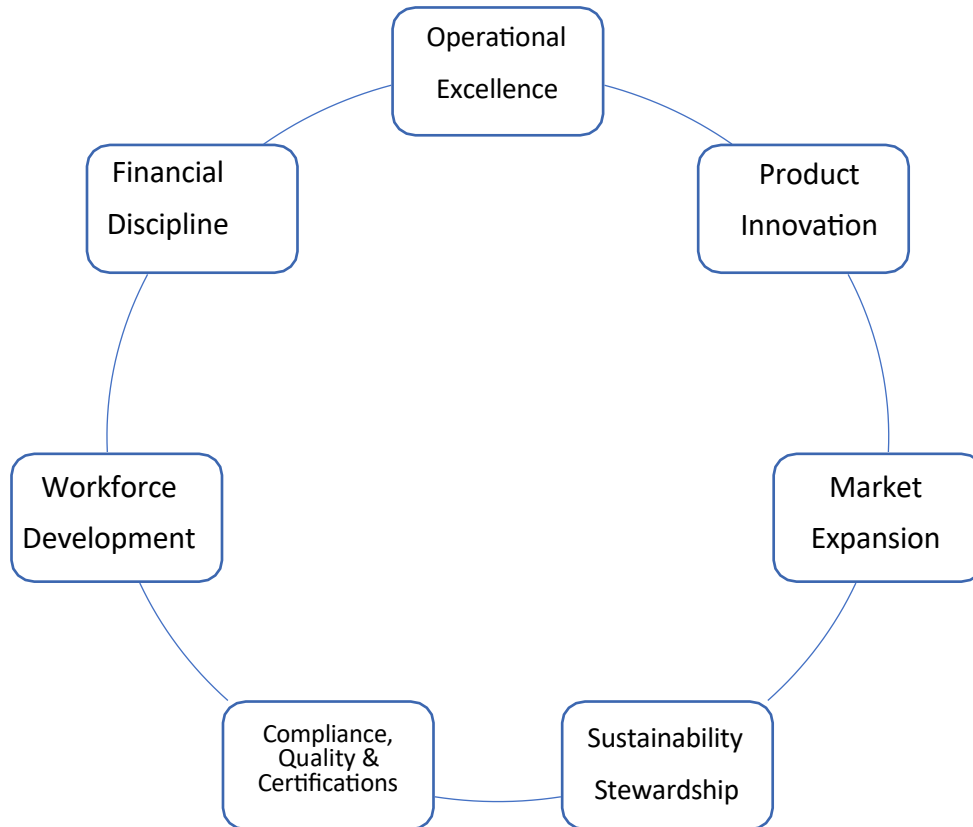 Operational
Excellence
Product
Innovation
Market
Expansion
Sustainability
Stewardship
Compliance,
Quality &
Certifications
Workforce
Development
Financial
Discipline